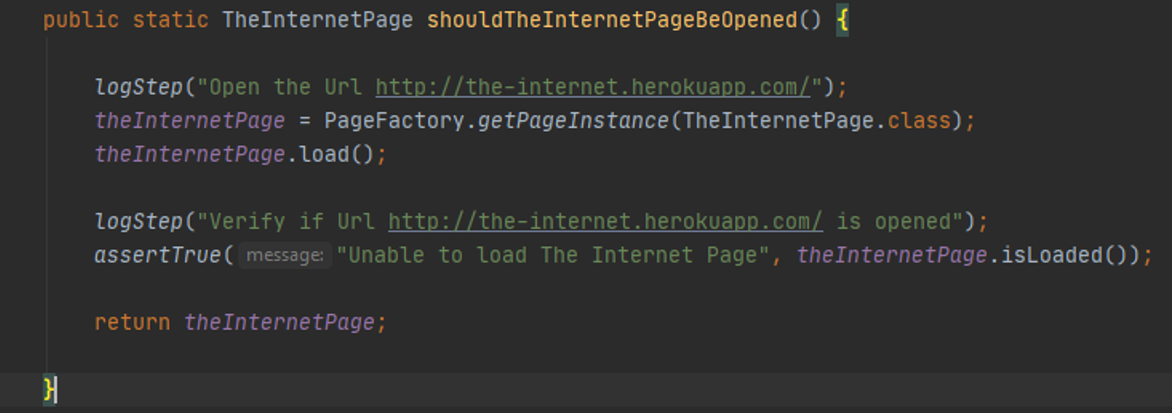 public static TheInternetPage shouldTheInternetPageBeOpened() {
logStep("Open the Url http://the-internet.herokuapp.com/");
theInternetPage = PageFactory.getPageInstance(TheInternetPage.class);
theInternetPage.load();
logStep("Verify if Url http://the-internet.herokuapp.com/ is opened");
assertTrue( message: "Unable to load The Internet Page", theInternetPage.isLoaded());
return theInternetPage;
}